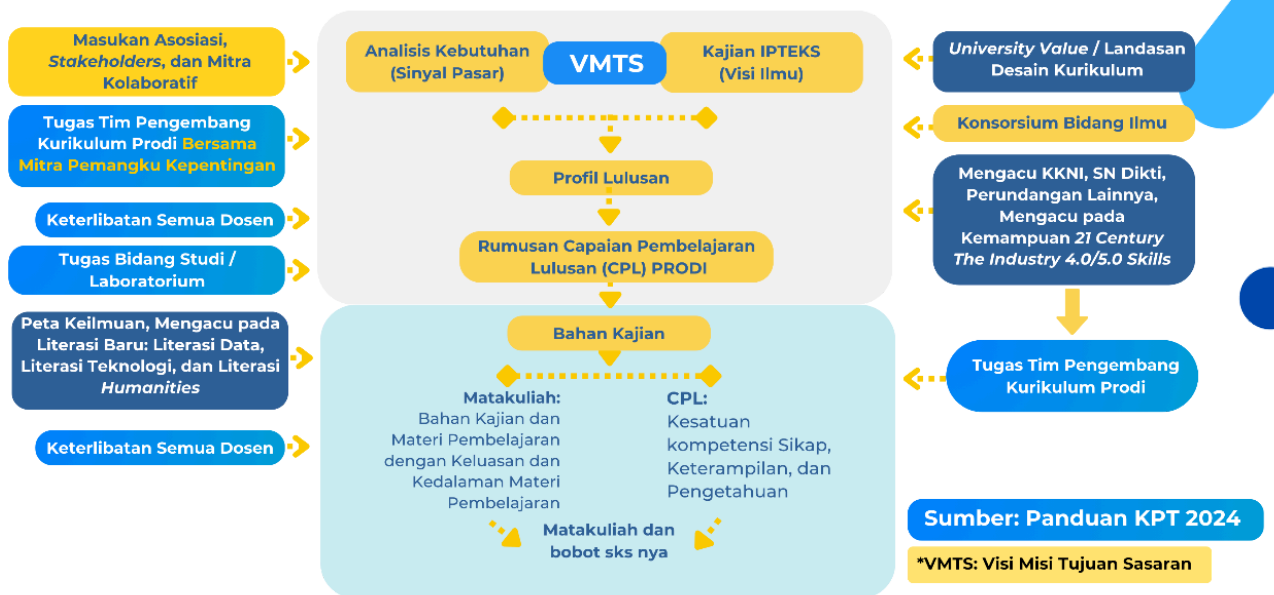 Masukan Asosiasi,
Stakeholders, dan Mitra
Kolaboratif
Tugas Tim Pengembang
Kurikulum Prodi Bersama
Mitra Pemangku Kepentingan
Keterlibatan Semua Dosen
Tugas Bidang Studi /
Laboratorium
Peta Keilmuan, Mengacu pada
Literasi Baru: Literasi Data,
Literasi Teknologi, dan Literasi
Humanities
Keterlibatan Semua Dosen
Analisis Kebutuhan
(Sinyal Pasar)
VMTS
Kajian IPTEKS
(Visi Ilmu)
Profil Lulusan
Rumusan Capaian Pembelajaran
Lulusan (CPL) PRODI
Bahan Kajian
Matakuliah:
Bahan Kajian dan
Materi Pembelajaran
dengan Keluasan dan
Kedalaman Materi
Pembelajaran
CPL:
Kesatuan
kompetensi Sikap,
Keterampilan, dan
Pengetahuan
Matakuliah dan
bobot sks nya
University Value / Landasan
Desain Kurikulum
Konsorsium Bidang Ilmu
Mengacu KKNI, SN Dikti,
Perundangan Lainnya,
Mengacu pada
Kemampuan 21 Century
The Industry 4.0/5.0 Skills
Tugas Tim Pengembang
Kurikulum Prodi
Sumber: Panduan KPT 2024
*VMTS: Visi Misi Tujuan Sasaran